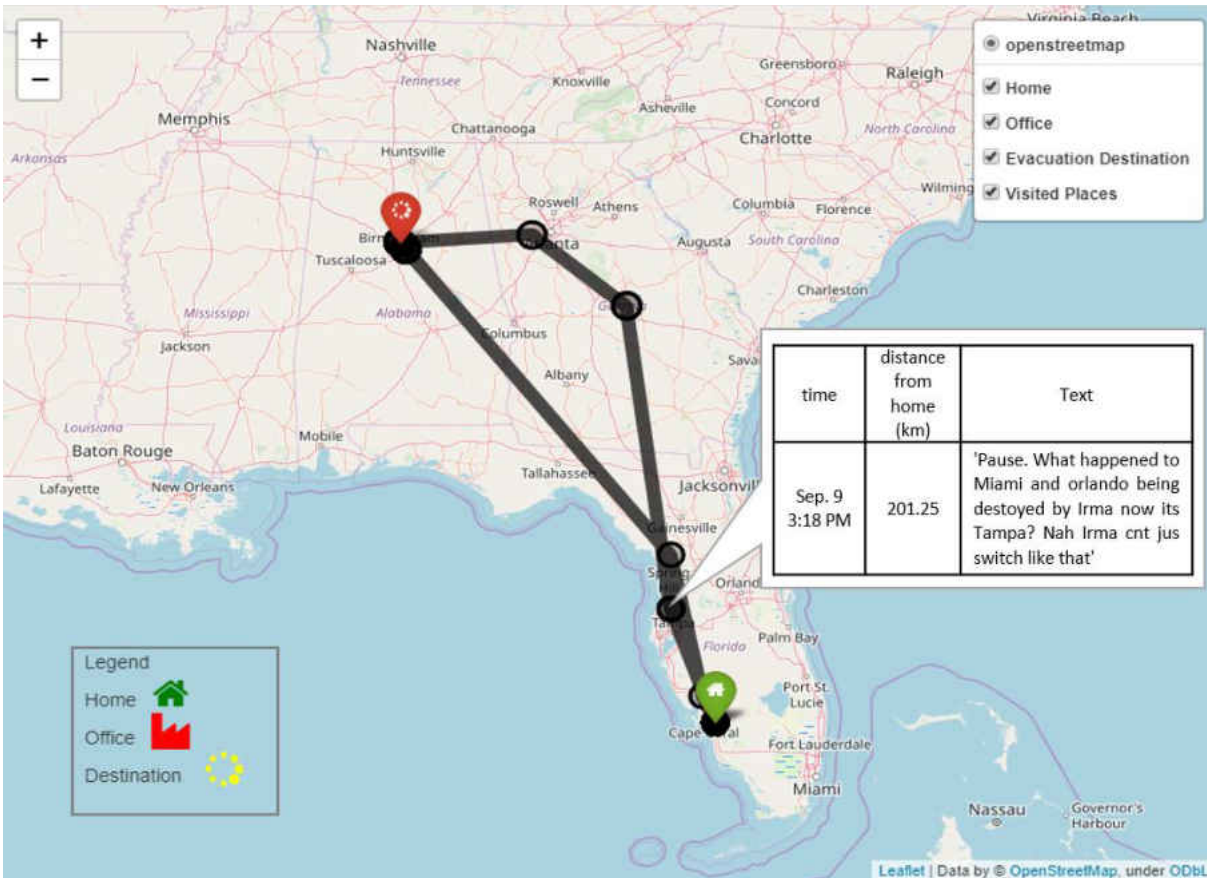 +
−
Virginia Beach
openstreetmap
Home
Office
Evacuation Destination
Visited Places
Nashville
Tennessee
Knoxville
Greensboro
Raleigh
Memphis
Asheville
Concord
Charlotte
North Carolina
Arkansas
Chattanooga
Huntsville
Wilming
Roswell
Athens
Columbia
Florence
Tuscaloosa
Augusta
South Carolina
Charleston
Mississippi
Alabama
Columbus
Jackson
Albany
Sava
Louisiana
Baton Rouge
Mobile
Lafayette
New Orleans
Tallahassee
Jacksonvil
Gainesville
Spring
Orland
Tampa
Florida
Palm Bay
Port St.
Lucie
Cape
ral
Fort Lauderdale
Miami
Nassau
Governor's
Harbour
time
distance
from
home
(km)
Text
Sep. 9
3:18 PM
201.25
'Pause. What happened to
Miami and orlando being
destoyed by Irma now its
Tampa? Nah Irma cnt jus
switch like that'
Legend
Home
Office
Destination
Leaflet | Data by © OpenStreetMap, under ODbL